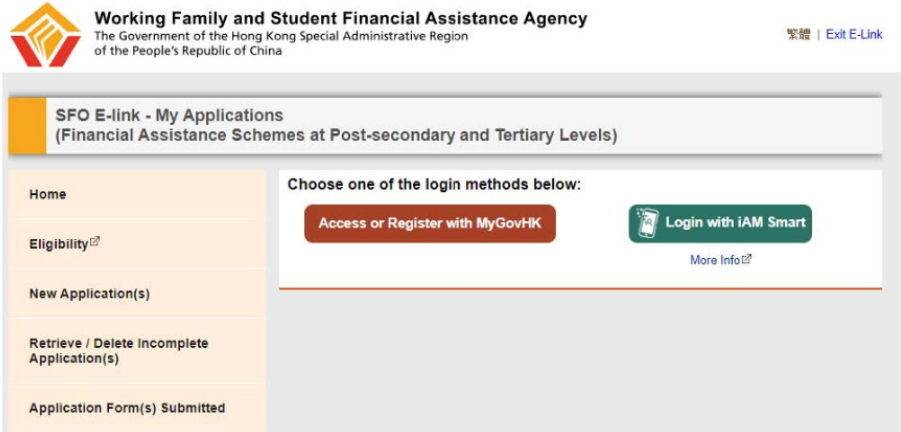 Working Family and Student Financial Assistance Agency
The Government of the Hong Kong Special Administrative Region
of the People's Republic of China
繁體 | Exit E-Link
SFO E-link - My Applications
(Financial Assistance Schemes at Post-secondary and Tertiary Levels)
Home
Eligibility
New Application(s)
Retrieve / Delete Incomplete
Application(s)
Application Form(s) Submitted
Choose one of the login methods below:
Access or Register with MyGovHK
Login with iAM Smart
More Info